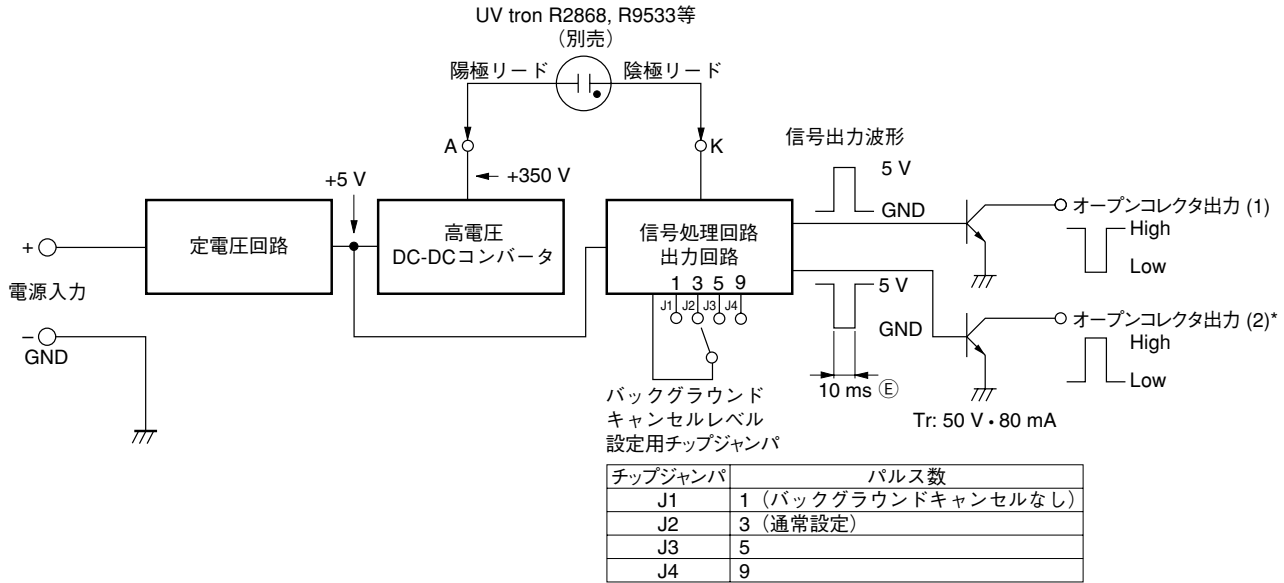 UV tron R2868, R9533等
（別売）
陽極リード
陰極リード
A
K
+5 V
+350 V
信号出力波形
5 V
GND
オープンコレクタ出力 (1)
High
Low
+
電源入力
−
GND
定電圧回路
高電圧
DC-DCコンバータ
信号処理回路
出力回路
1 3 5 9
J1 J2 J3 J4
5 V
GND
10 ms Ⓔ
オープンコレクタ出力 (2)*
High
Low
Tr: 50 V・80 mA
バックグラウンド
キャンセルレベル
設定用チップジャンパ
チップジャンパ パルス数
J1 1（バックグラウンドキャンセルなし）
J2 3（通常設定）
J3 5
J4 9